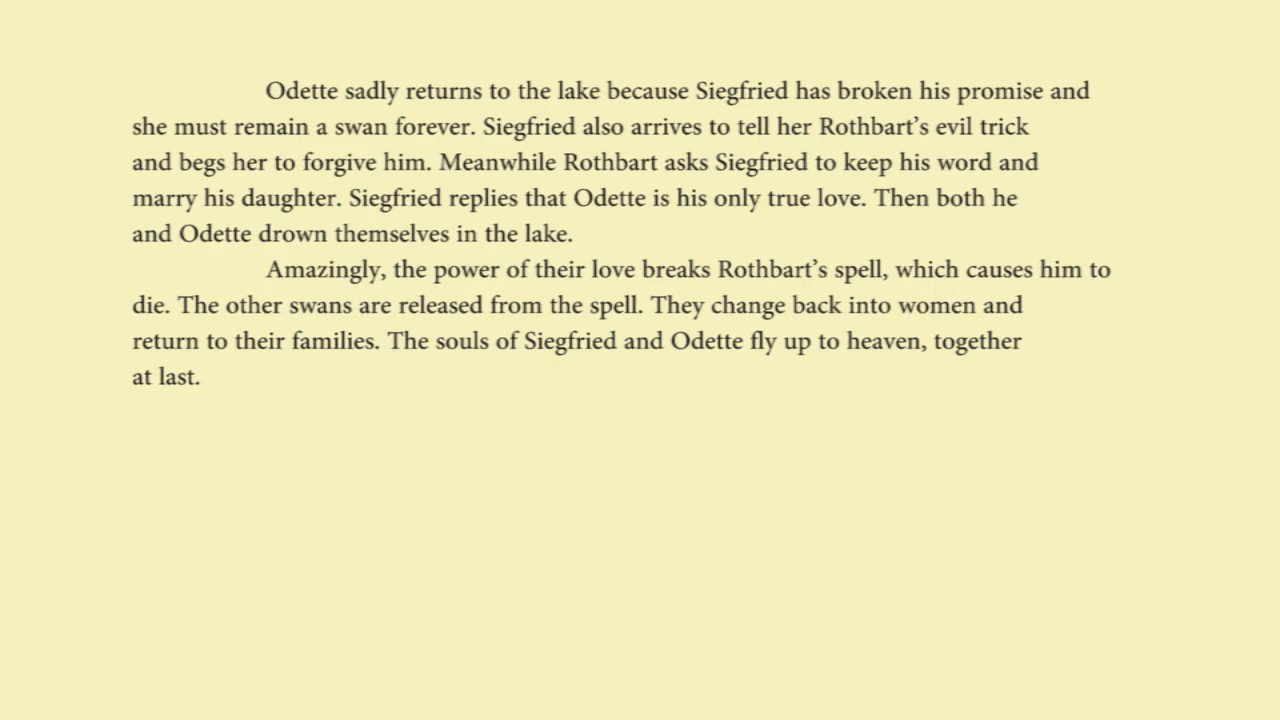 Odette sadly returns to the lake because Siegfried has broken his promise and
she must remain a swan forever. Siegfried also arrives to tell her Rothbart’s evil trick
and begs her to forgive him. Meanwhile Rothbart asks Siegfried to keep his word and
marry his daughter. Siegfried replies that Odette is his only true love. Then both he
and Odette drown themselves in the lake.
Amazingly, the power of their love breaks Rothbart’s spell, which causes him to
die. The other swans are released from the spell. They change back into women and
return to their families. The souls of Siegfried and Odette fly up to heaven, together
at last.